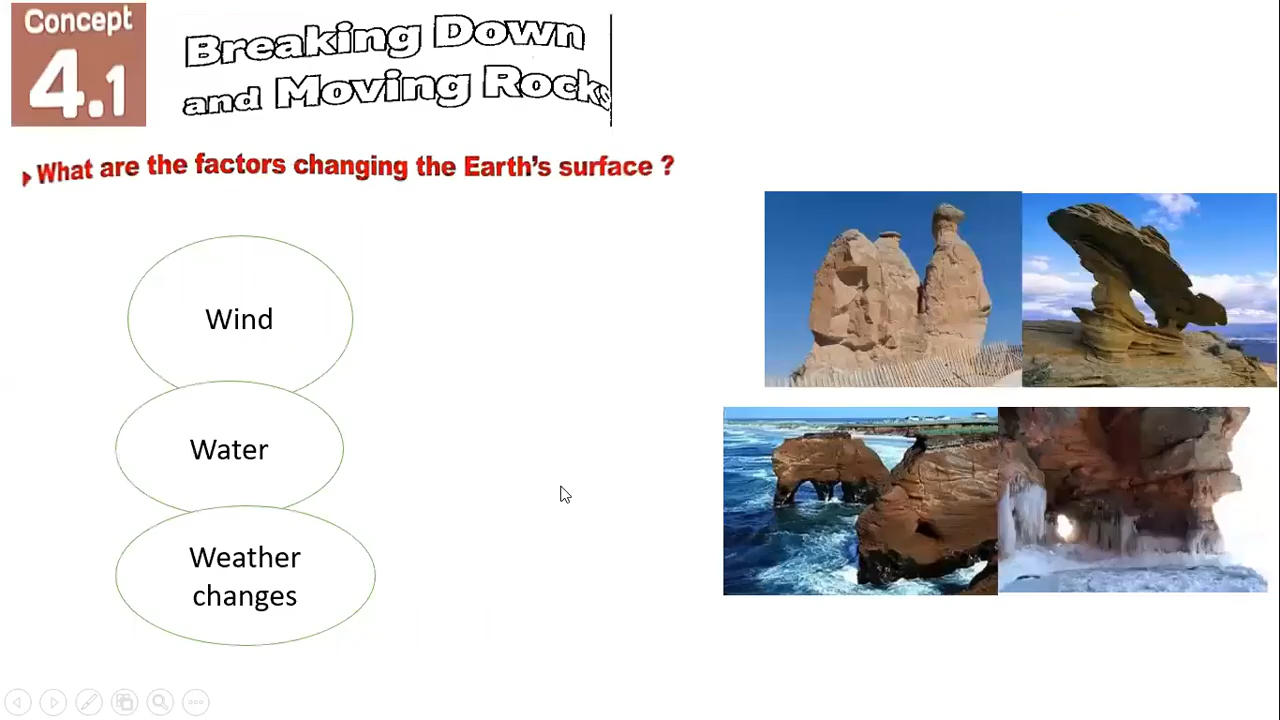 Concept
4.1
Breaking Down
and Moving Rocks
What are the factors changing the Earth's surface ?
Wind
Water
Weather
changes